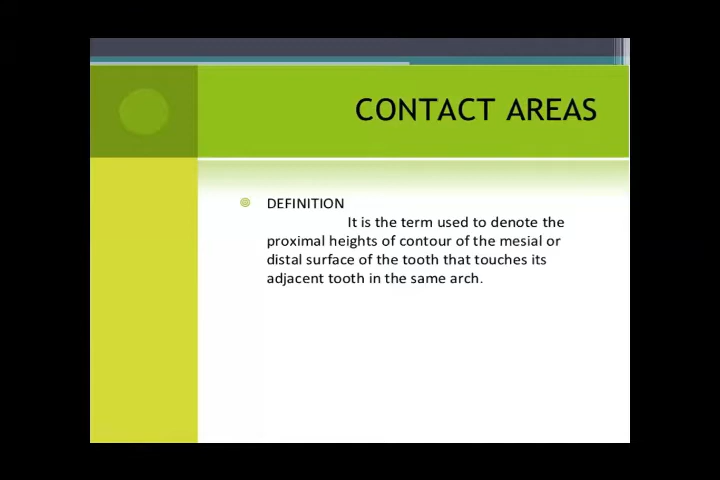 CONTACT AREAS
DEFINITION
It is the term used to denote the
proximal heights of contour of the mesial or
distal surface of the tooth that touches its
adjacent tooth in the same arch.